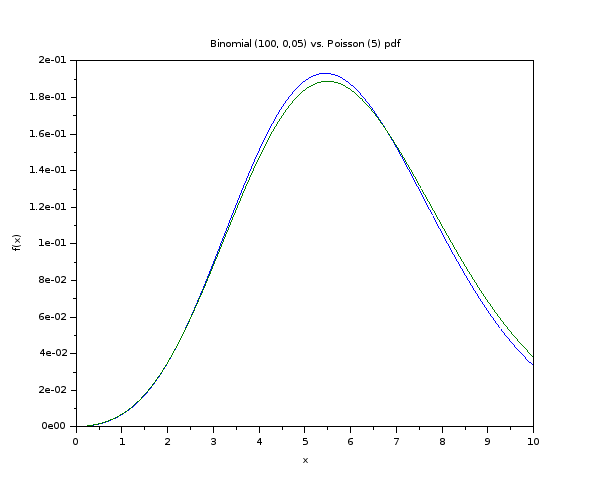 Binomial (100, 0,05) vs. Poisson (5) pdf
2e-01
1.8e-01
1.6e-01
1.4e-01
1.2e-01
1e-01
8e-02
6e-02
4e-02
2e-02
0e00
f(x)
0 1 2 3 4 5 6 7 8 9 10
x